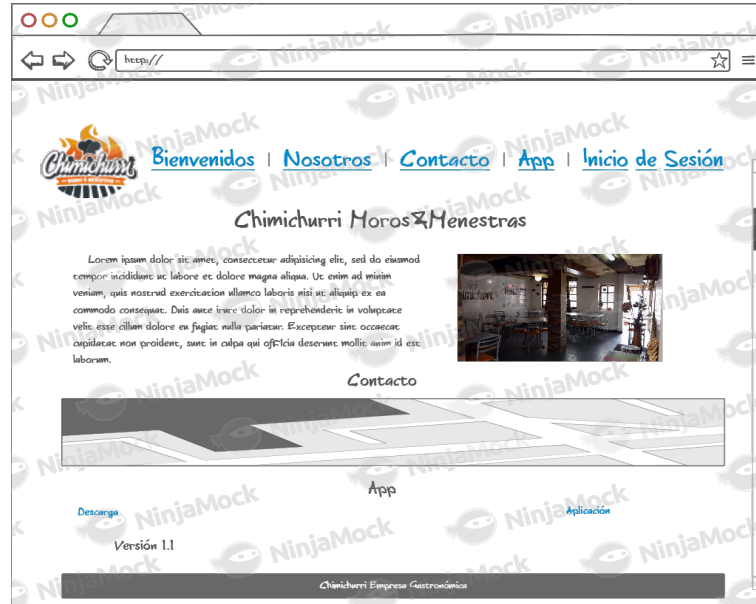 http://
Chimichurri
MOROS Y MENESTRAS
Bienvenidos | Nosotros | Contacto | App | Inicio de Sesión
Chimichurri Moros&Menestras
Lorem ipsum dolor sit amet, consectetur adipisicing elit, sed do eiusmod
tempor incididunt ut labore et dolore magna aliqua. Ut enim ad minim
veniam, quis nostrud exercitation ullamco laboris nisi ut aliquip ex ea
commodo consequat. Duis aute irure dolor in reprehenderit in voluptate
velit esse cillum dolore eu fugiat nulla pariatur. Excepteur sint occaecat
cupidatat non proident, sunt in culpa qui officia deserunt mollit anim id est
laborum.
Contacto
App
Descarga
Aplicación
Versión 1.1
Chimichurri Empresa Gastronómica
NinjaMock